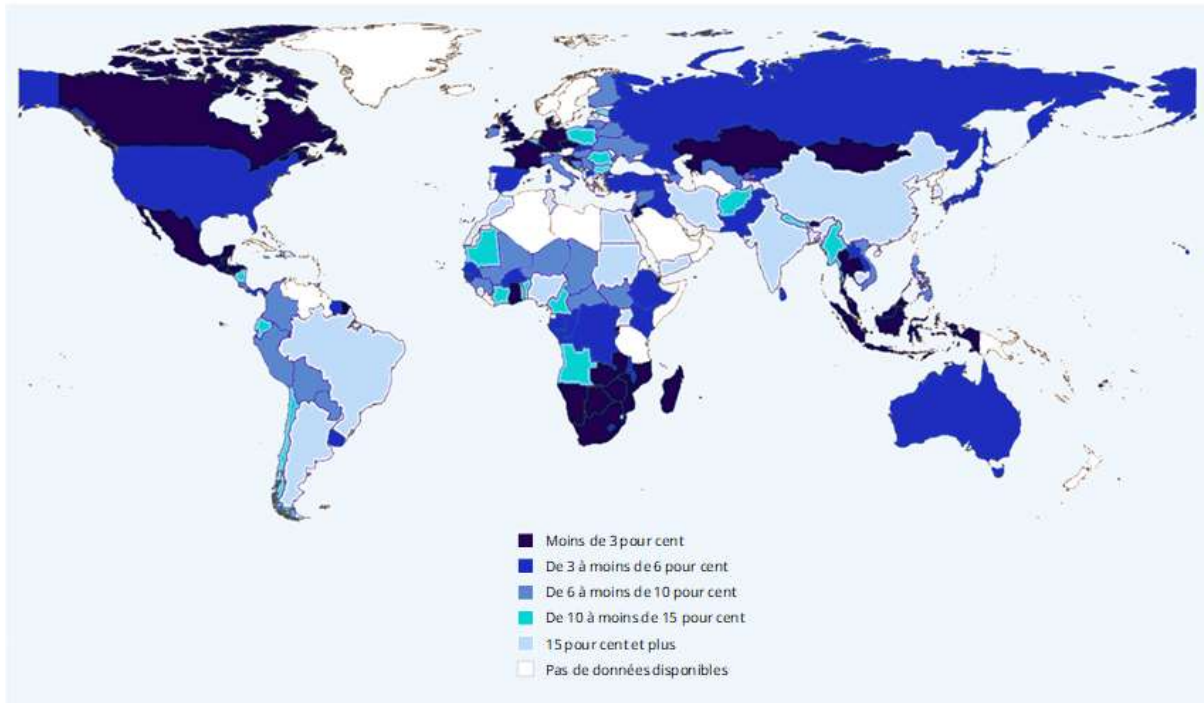 Moins de 3 pour cent
De 3 à moins de 6 pour cent
De 6 à moins de 10 pour cent
De 10 à moins de 15 pour cent
15 pour cent et plus
Pas de données disponibles